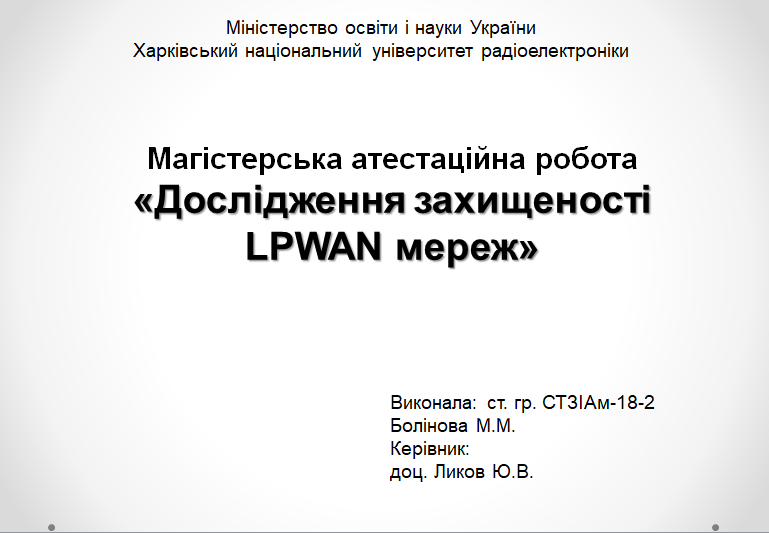 Міністерство освіти і науки України
Харківський національний університет радіоелектроніки
Магістерська атестаційна робота
«Дослідження захищеності
LPWAN мереж»
Виконала: ст. гр. СТЗІАм-18-2
Болінова М.М.
Керівник:
доц. Ликов Ю.В.